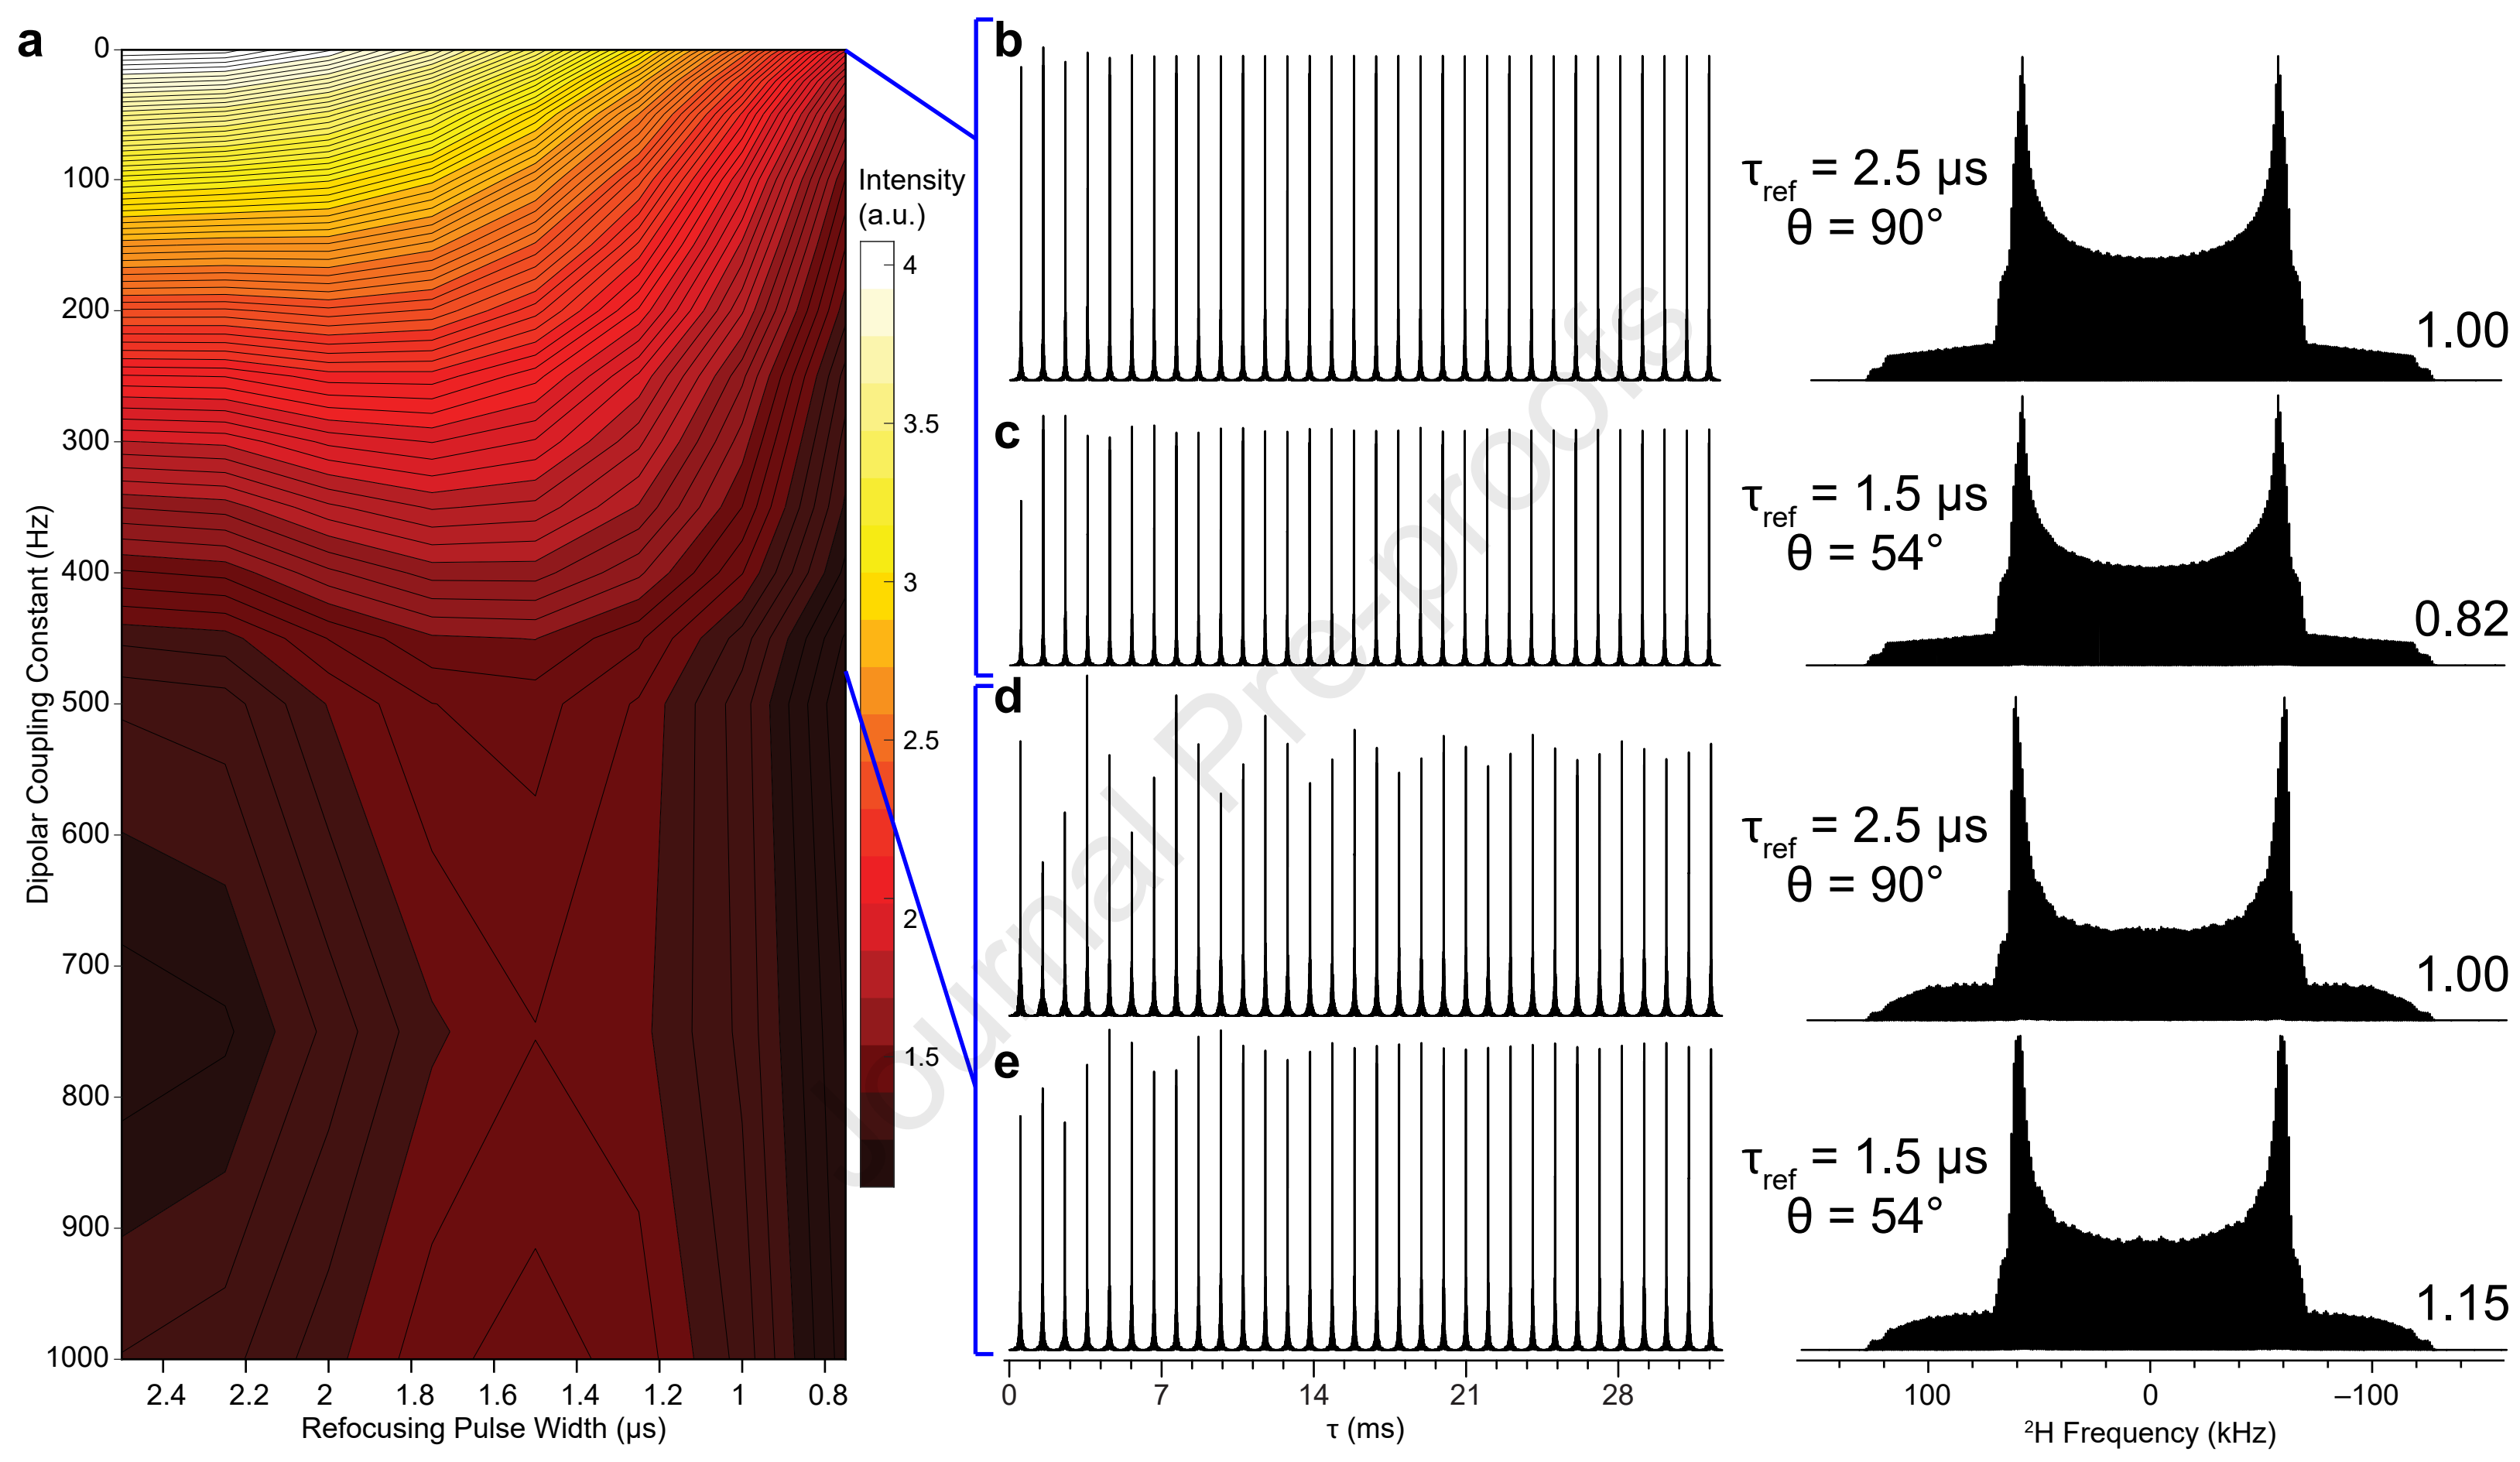 a
0
100
200
300
400
500
600
700
800
900
1000
Dipolar Coupling Constant (Hz)
2.4 2.2 2 1.8 1.6 1.4 1.2 1 0.8
Refocusing Pulse Width (µs)
Intensity
(a.u.)
4
3.5
3
2.5
2
1.5
b
τref = 2.5 µs
θ = 90°
1.00
c
τref = 1.5 µs
θ = 54°
0.82
d
τref = 2.5 µs
θ = 90°
1.00
e
τref = 1.5 µs
θ = 54°
1.15
0 7 14 21 28
τ (ms)
100 0 –100
²H Frequency (kHz)
Journal Pre-proofs